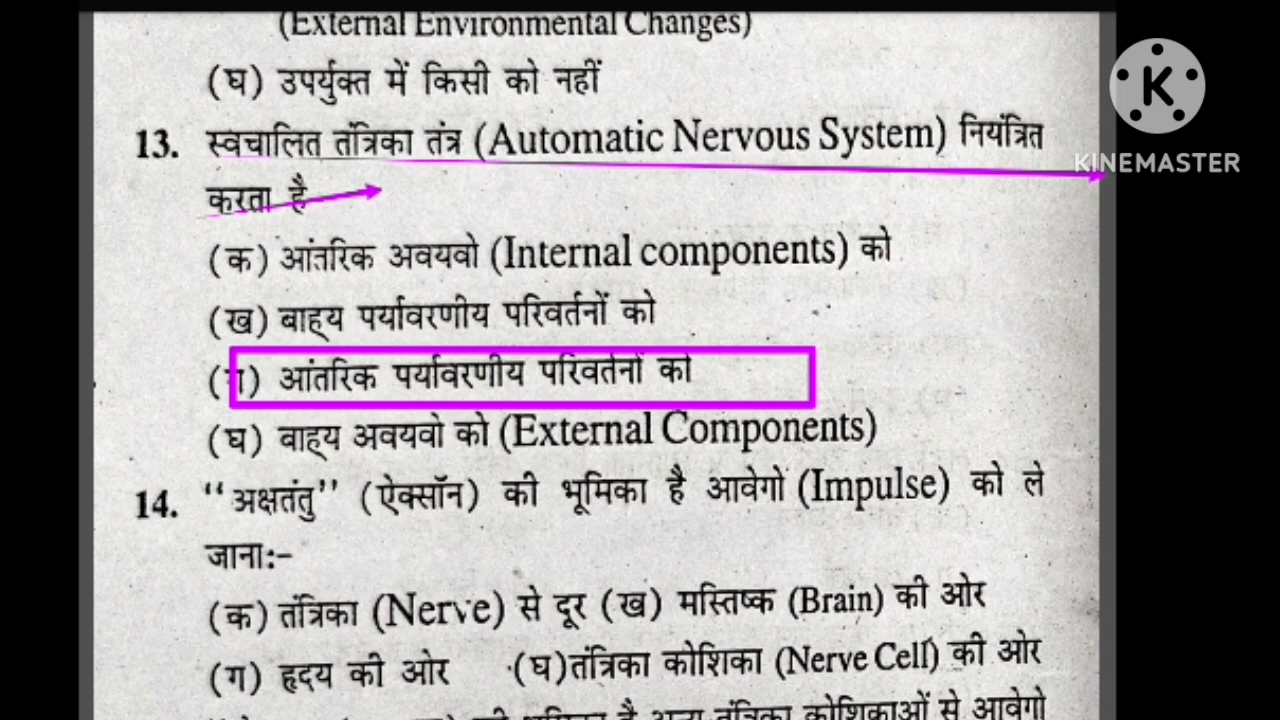 (External Environmental Changes)
(घ) उपर्युक्त में किसी को नहीं
13. स्वचालित तंत्रिका तंत्र (Automatic Nervous System) नियंत्रित
करता है
(क) आंतरिक अवयवो (Internal components) को
(ख) बाह्य पर्यावरणीय परिवर्तनों को
(ग) आंतरिक पर्यावरणीय परिवर्तनों को
(घ) बाह्य अवयवो को (External Components)
14. ‘‘अक्षतंतु’’ (ऐक्सॉन) की भूमिका है आवेगो (Impulse) को ले
जाना:–
(क) तंत्रिका (Nerve) से दूर (ख) मस्तिष्क (Brain) की ओर
(ग) हृदय की ओर (घ) तंत्रिका कोशिका (Nerve Cell) की ओर
की भूमिका है अन्य तंत्रिका कोशिकाओं से आवेगो
KINEMASTER